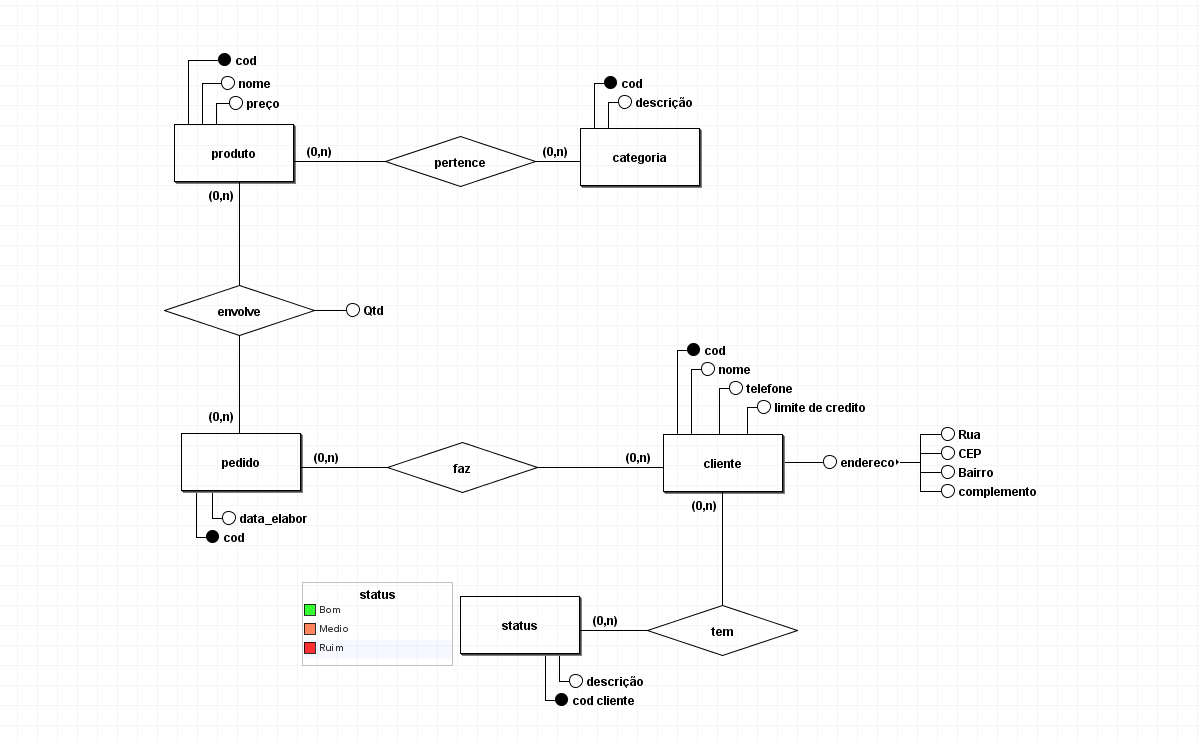 cod
nome
preço
produto
(0,n)
pertence
(0,n)
cod
descrição
categoria
(0,n)
envolve
Qtd
(0,n)
pedido
(0,n)
data_elabor
cod
faz
(0,n)
cod
nome
telefone
limite de credito
cliente
endereco
Rua
CEP
Bairro
complemento
(0,n)
tem
(0,n)
status
descrição
cod cliente
status
Bom
Medio
Ruim